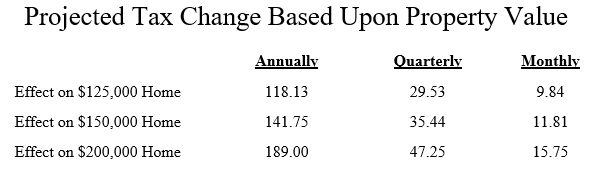 Projected Tax Change Based Upon Property Value
Annually Quarterly Monthly
Effect on $125,000 Home 118.13 29.53 9.84
Effect on $150,000 Home 141.75 35.44 11.81
Effect on $200,000 Home 189.00 47.25 15.75